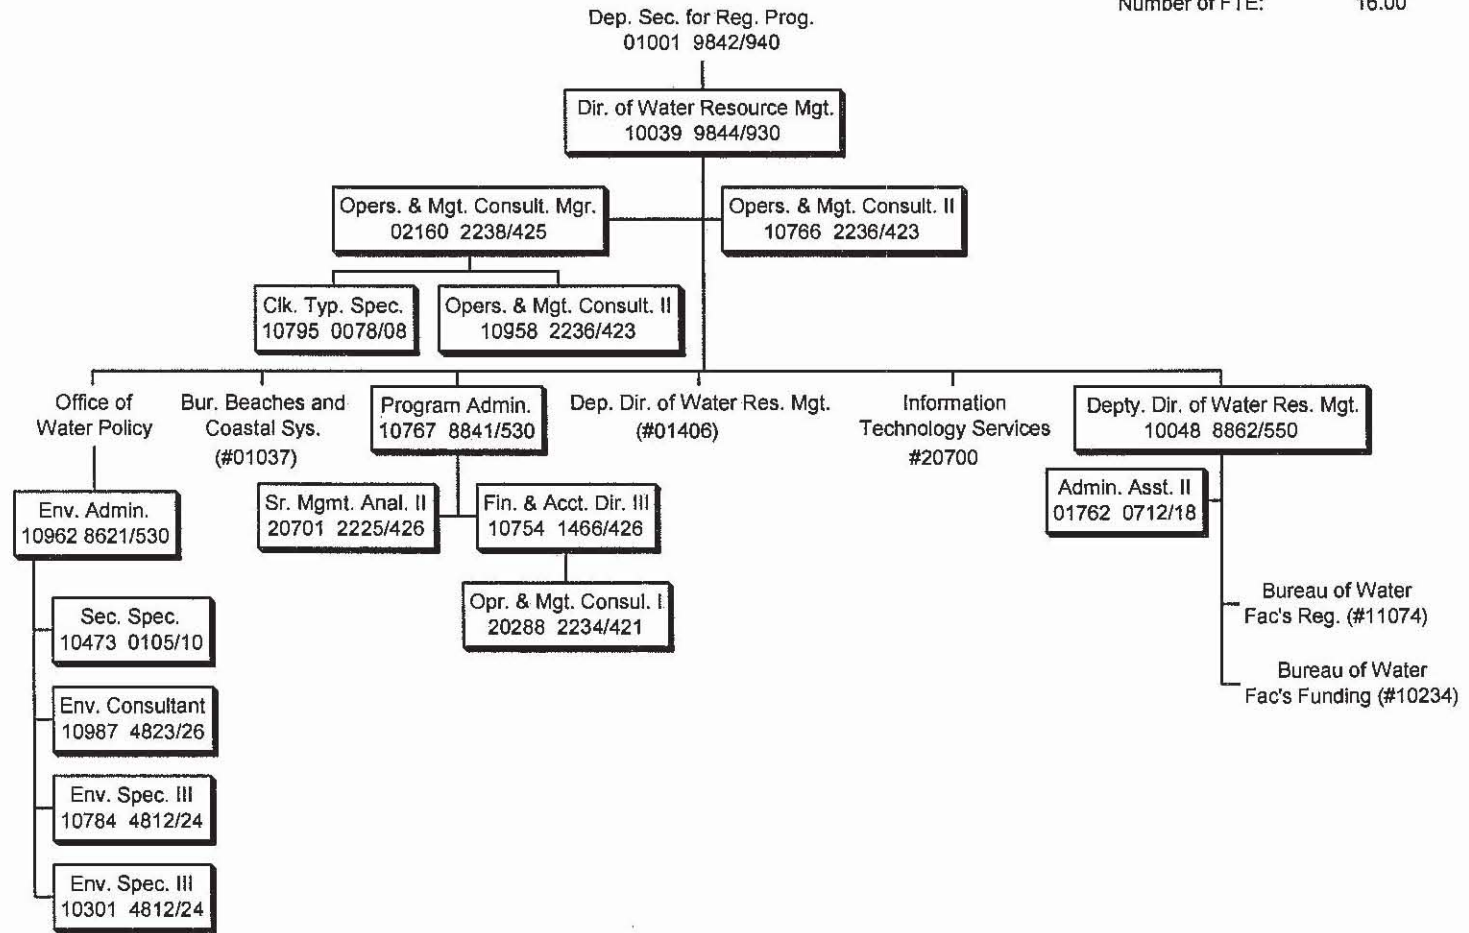 Number of FTE: 16.00
Dep. Sec. for Reg. Prog.
01001 9842/940
Dir. of Water Resource Mgt.
10039 9844/930
Opers. & Mgt. Consult. Mgr.
02160 2238/425
Opers. & Mgt. Consult. II
10766 2236/423
Clk. Typ. Spec.
10795 0078/08
Opers. & Mgt. Consult. II
10958 2236/423
Office of
Water Policy
Bur. Beaches and
Coastal Sys.
(#01037)
Program Admin.
10767 8841/530
Dep. Dir. of Water Res. Mgt.
(#01406)
Information
Technology Services
#20700
Depty. Dir. of Water Res. Mgt.
10048 8862/550
Env. Admin.
10962 8621/530
Sr. Mgmt. Anal. II
20701 2225/426
Fin. & Acct. Dir. III
10754 1466/426
Admin. Asst. II
01762 0712/18
Opr. & Mgt. Consul. I
20288 2234/421
Sec. Spec.
10473 0105/10
Env. Consultant
10987 4823/26
Env. Spec. III
10784 4812/24
Env. Spec. III
10301 4812/24
Bureau of Water
Fac's Reg. (#11074)
Bureau of Water
Fac's Funding (#10234)